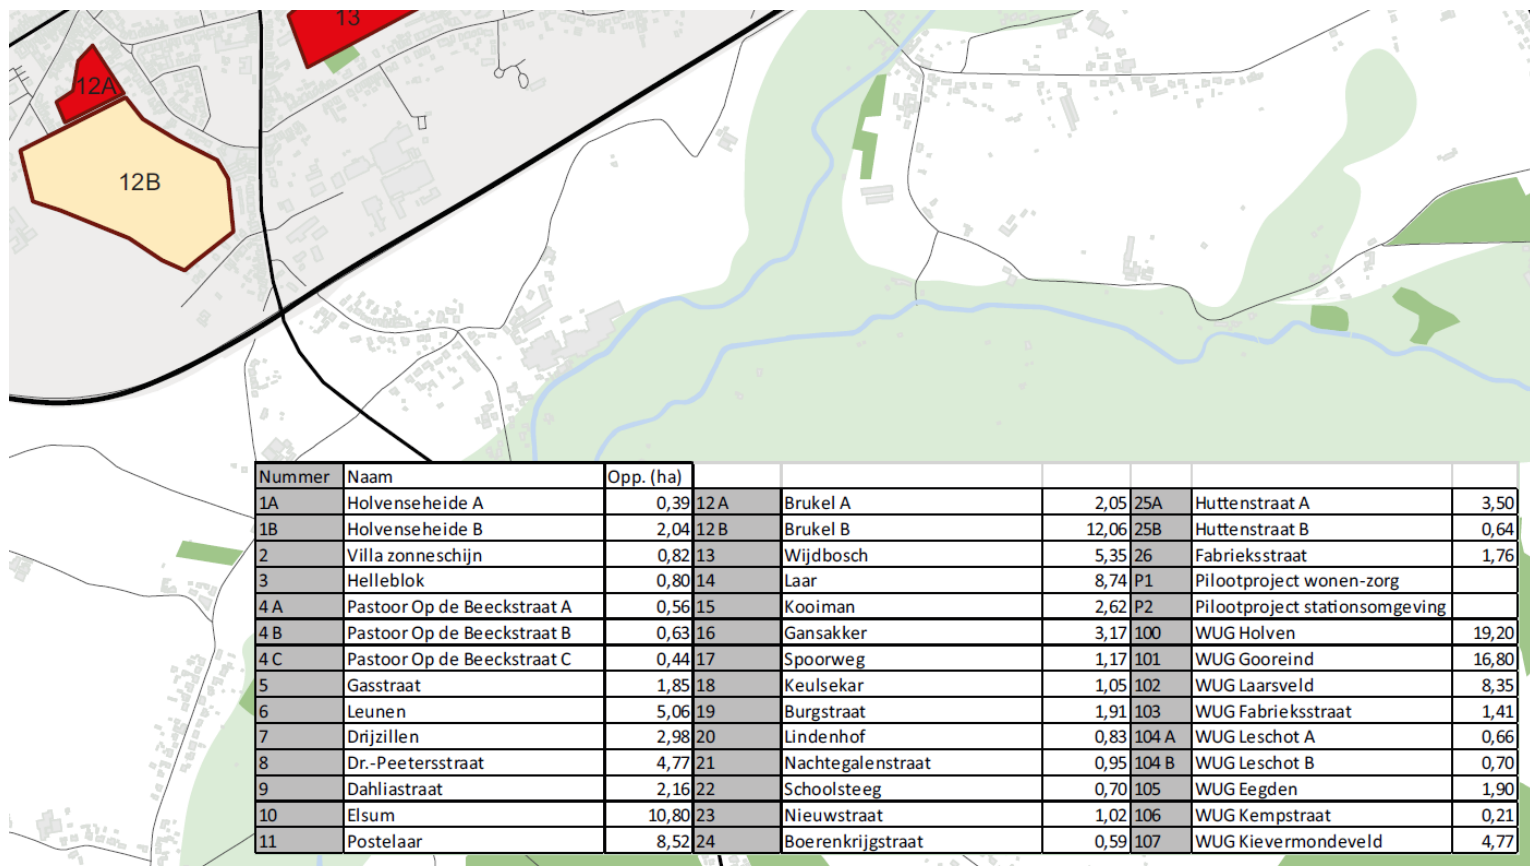 13
12A
12B
Nummer Naam Opp. (ha)
1A Holvenseheide A 0,39 12 A Brukel A 2,05 25A Huttenstraat A 3,50
1B Holvenseheide B 2,04 12 B Brukel B 12,06 25B Huttenstraat B 0,64
2 Villa zonneschijn 0,82 13 Wijdbosch 5,35 26 Fabrieksstraat 1,76
3 Helleblok 0,80 14 Laar 8,74 P1 Pilootproject wonen-zorg
4 A Pastoor Op de Beeckstraat A 0,56 15 Kooiman 2,62 P2 Pilootproject stationsomgeving
4 B Pastoor Op de Beeckstraat B 0,63 16 Gansakker 3,17 100 WUG Holven 19,20
4 C Pastoor Op de Beeckstraat C 0,44 17 Spoorweg 1,17 101 WUG Gooreind 16,80
5 Gasstraat 1,85 18 Keulsekar 1,05 102 WUG Laarsveld 8,35
6 Leunen 5,06 19 Burgstraat 1,91 103 WUG Fabrieksstraat 1,41
7 Drijzillen 2,98 20 Lindenhof 0,83 104 A WUG Leschot A 0,66
8 Dr.-Peetersstraat 4,77 21 Nachtegalenstraat 0,95 104 B WUG Leschot B 0,70
9 Dahliastraat 2,16 22 Schoolsteeg 0,70 105 WUG Eegden 1,90
10 Elsum 10,80 23 Nieuwstraat 1,02 106 WUG Kempstraat 0,21
11 Postelaar 8,52 24 Boerenkrijgstraat 0,59 107 WUG Kievermondeveld 4,77